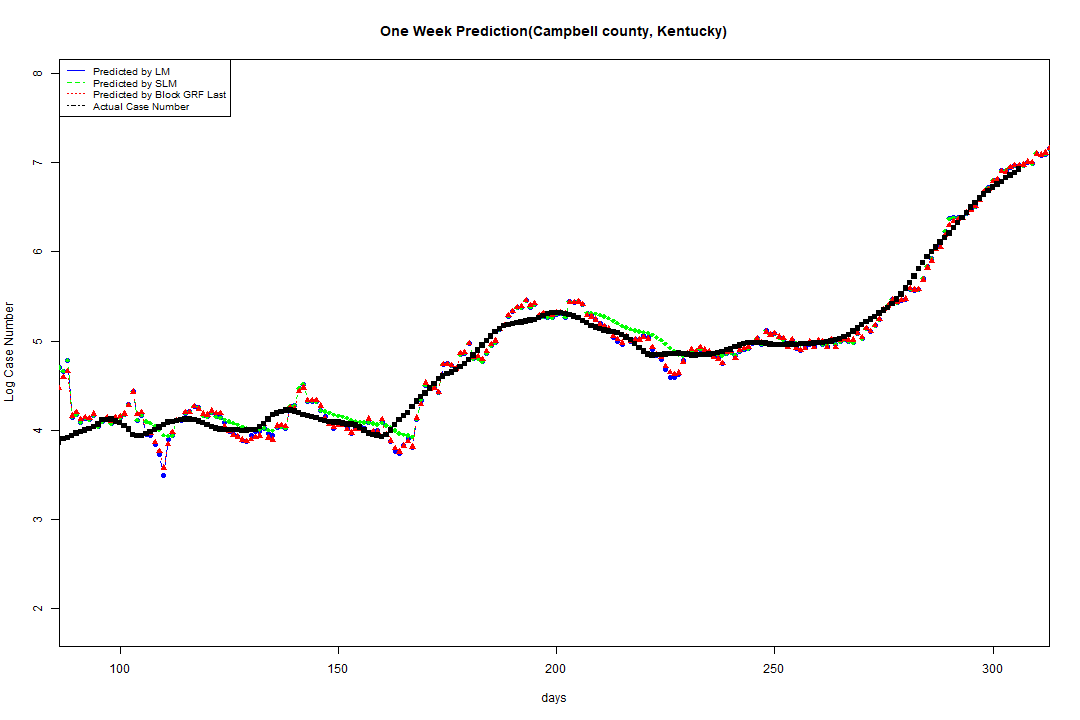 One Week Prediction(Campbell county, Kentucky)
Predicted by LM
Predicted by SLM
Predicted by Block GRF Last
Actual Case Number
8
7
6
5
4
3
2
Log Case Number
100 150 200 250 300
days